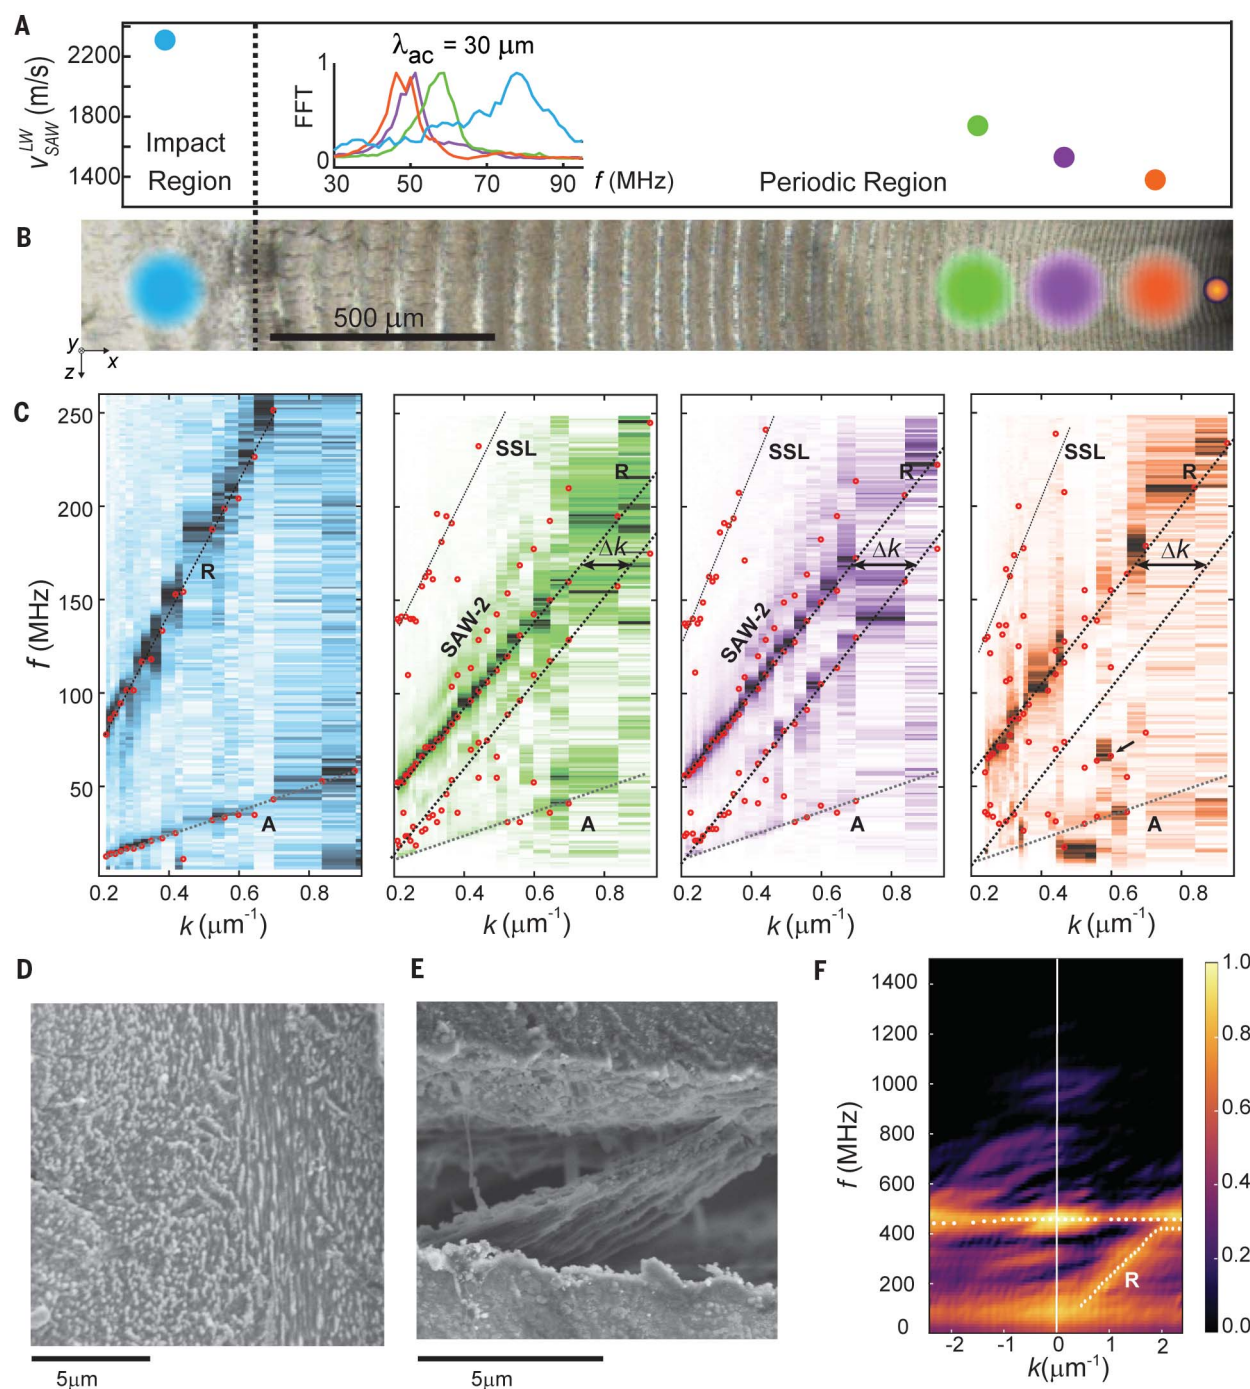 A
2200
1800
1400
v_SAW^LW (m/s)
Impact
Region
λac = 30 μm
1
FFT
0
30
50
70
90
f (MHz)
Periodic Region
B
500 μm
y
x
z
C
250
200
150
100
50
f (MHz)
R
A
0.2
0.4
0.6
0.8
k (μm⁻¹)
SSL
R
Δk
SAW-2
A
0.2
0.4
0.6
0.8
k (μm⁻¹)
SSL
R
Δk
SAW-2
A
0.2
0.4
0.6
0.8
k (μm⁻¹)
SSL
R
Δk
A
0.2
0.4
0.6
0.8
k (μm⁻¹)
D
5μm
E
5μm
F
1400
1200
1000
800
600
400
200
0
f (MHz)
R
-2
-1
0
1
2
k(μm⁻¹)
1.0
0.8
0.6
0.4
0.2
0.0